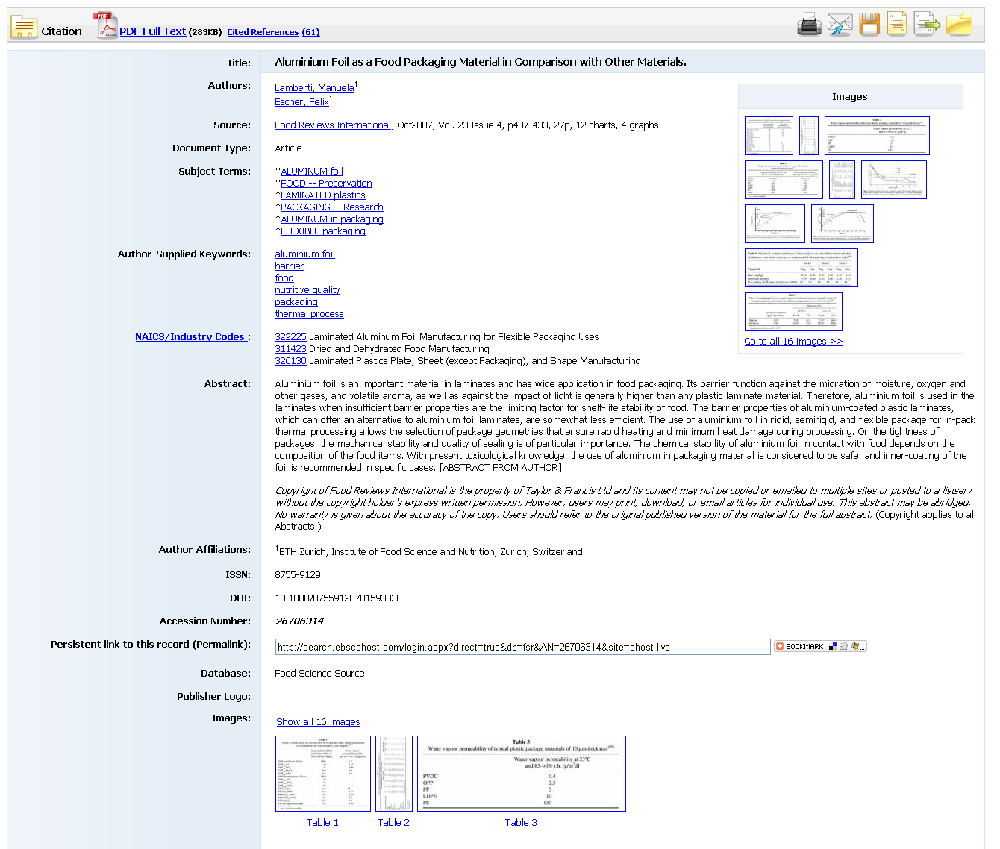 Citation PDF Full Text (283KB) Cited References (61)
Title: Aluminium Foil as a Food Packaging Material in Comparison with Other Materials.
Authors: Lamberti, Manuela1
Escher, Felix1
Images
Source: Food Reviews International; Oct2007, Vol. 23 Issue 4, p407-433, 27p, 12 charts, 4 graphs
Document Type: Article
Subject Terms: *ALUMINUM foil
*FOOD -- Preservation
*LAMINATED plastics
*PACKAGING -- Research
*ALUMINUM in packaging
*FLEXIBLE packaging
Author-Supplied Keywords: aluminium foil
barrier
food
nutritive quality
packaging
thermal process
Go to all 16 images >>
NAICS/Industry Codes : 322225 Laminated Aluminum Foil Manufacturing for Flexible Packaging Uses
311423 Dried and Dehydrated Food Manufacturing
326130 Laminated Plastics Plate, Sheet (except Packaging), and Shape Manufacturing
Abstract: Aluminium foil is an important material in laminates and has wide application in food packaging. Its barrier function against the migration of moisture, oxygen and
other gases, and volatile aroma, as well as against the impact of light is generally higher than any plastic laminate material. Therefore, aluminium foil is used in the
laminates when insufficient barrier properties are the limiting factor for shelf-life stability of food. The barrier properties of aluminium-coated plastic laminates,
which can offer an alternative to aluminium foil laminates, are somewhat less efficient. The use of aluminium foil in rigid, semirigid, and flexible package for in-pack
thermal processing allows the selection of package geometries that ensure rapid heating and minimum heat damage during processing. On the tightness of
packages, the mechanical stability and quality of sealing is of particular importance. The chemical stability of aluminium foil in contact with food depends on the
composition of the food items. With present toxicological knowledge, the use of aluminium in packaging material is considered to be safe, and inner-coating of the
foil is recommended in specific cases. [ABSTRACT FROM AUTHOR]
Copyright of Food Reviews International is the property of Taylor & Francis Ltd and its content may not be copied or emailed to multiple sites or posted to a listserv
without the copyright holder's express written permission. However, users may print, download, or email articles for individual use. This abstract may be abridged.
No warranty is given about the accuracy of the copy. Users should refer to the original published version of the material for the full abstract. (Copyright applies to all
Abstracts.)
Author Affiliations: 1ETH Zurich, Institute of Food Science and Nutrition, Zurich, Switzerland
ISSN: 8755-9129
DOI: 10.1080/87559120701593830
Accession Number: 26706314
Persistent link to this record (Permalink): http://search.ebscohost.com/login.aspx?direct=true&db=fsr&AN=26706314&site=ehost-live BOOKMARK
Database: Food Science Source
Publisher Logo:
Images: Show all 16 images
Table 3
Water vapour permeability of typical plastic package materials of 10 µm thickness(95)
Water vapour permeability at 23°C
and 85→0% r.h. [g/m²d]
PVDC 0.4
OPP 2.5
PP 5
LDPE 10
PS 130
Table 1 Table 2 Table 3